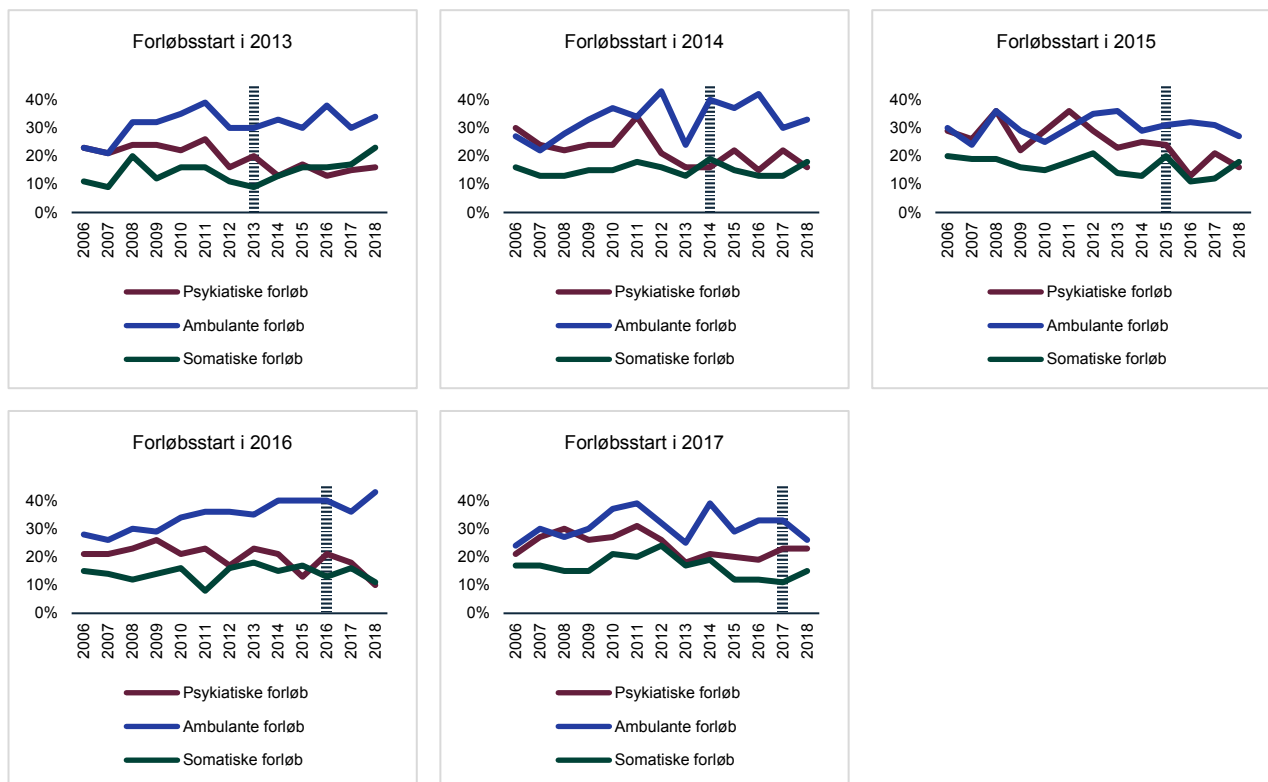 Forløbsstart i 2013
40%
30%
20%
10%
0%
2006 2007 2008 2009 2010 2011 2012 2013 2014 2015 2016 2017 2018
Psykiatiske forløb
Ambulante forløb
Somatiske forløb
Forløbsstart i 2014
40%
30%
20%
10%
0%
2006 2007 2008 2009 2010 2011 2012 2013 2014 2015 2016 2017 2018
Psykiatiske forløb
Ambulante forløb
Somatiske forløb
Forløbsstart i 2015
40%
30%
20%
10%
0%
2006 2007 2008 2009 2010 2011 2012 2013 2014 2015 2016 2017 2018
Psykiatiske forløb
Ambulante forløb
Somatiske forløb
Forløbsstart i 2016
40%
30%
20%
10%
0%
2006 2007 2008 2009 2010 2011 2012 2013 2014 2015 2016 2017 2018
Psykiatiske forløb
Ambulante forløb
Somatiske forløb
Forløbsstart i 2017
40%
30%
20%
10%
0%
2006 2007 2008 2009 2010 2011 2012 2013 2014 2015 2016 2017 2018
Psykiatiske forløb
Ambulante forløb
Somatiske forløb